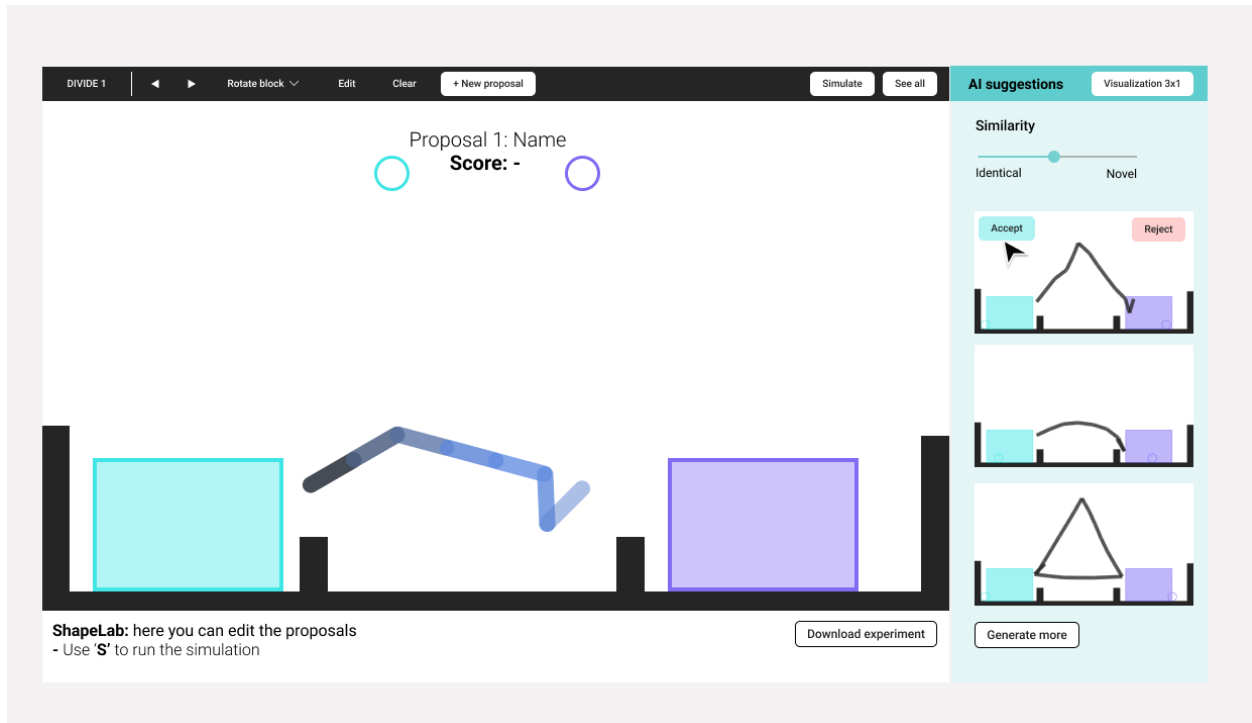 DIVIDE 1
Rotate block
Edit
Clear
+ New proposal
Simulate
See all
AI suggestions
Visualization 3x1
Proposal 1: Name
Score: -
Similarity
Identical
Novel
Accept
Reject
ShapeLab: here you can edit the proposals
- Use ‘S’ to run the simulation
Download experiment
Generate more